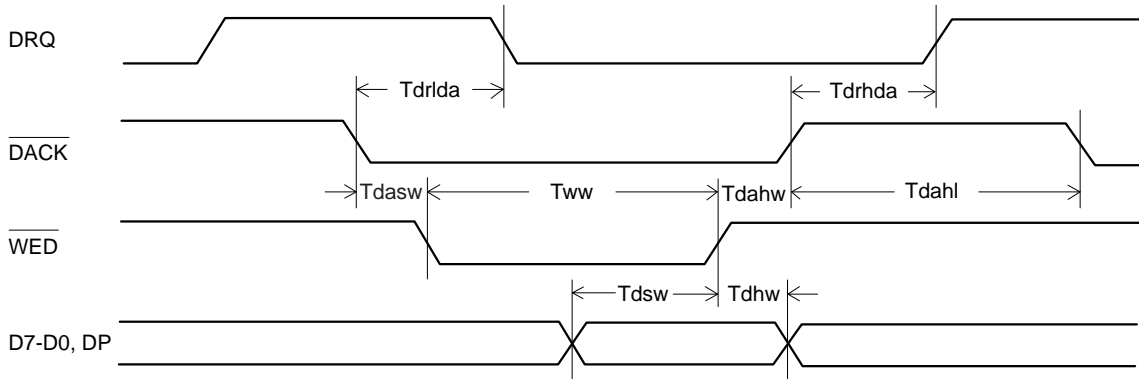 DRQ
Tdrlda
Tdrhda
DACK
Tdasw
Tww
Tdahw
Tdahl
WED
Tdsw
Tdhw
D7-D0, DP